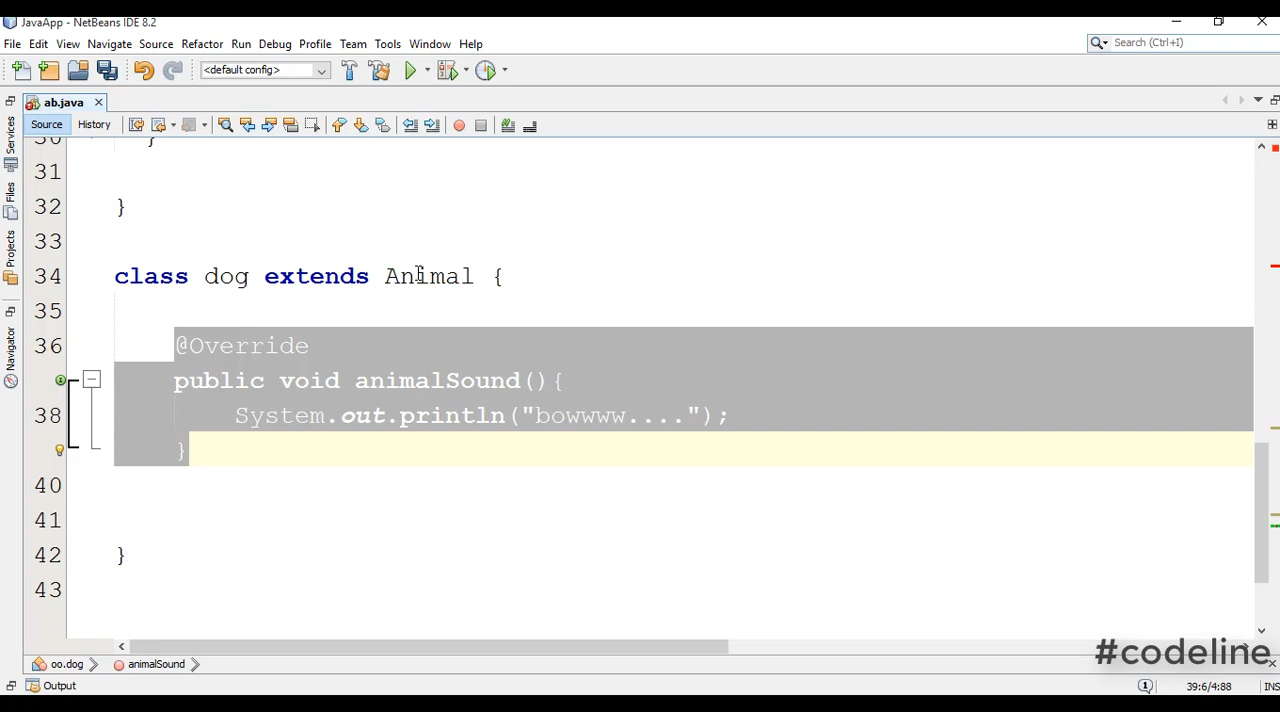 JavaApp - NetBeans IDE 8.2
File Edit View Navigate Source Refactor Run Debug Profile Team Tools Window Help
Search (Ctrl+I)
<default config>
ab.java
Source History
Services
Files
Projects
Navigator
30 }
31
32 }
33
34 class dog extends Animal {
35
36 @Override
public void animalSound(){
38 System.out.println("bowwww....");
}
40
41
42 }
43
#codeline
oo.dog animalSound
Output
39:6/4:88 INS